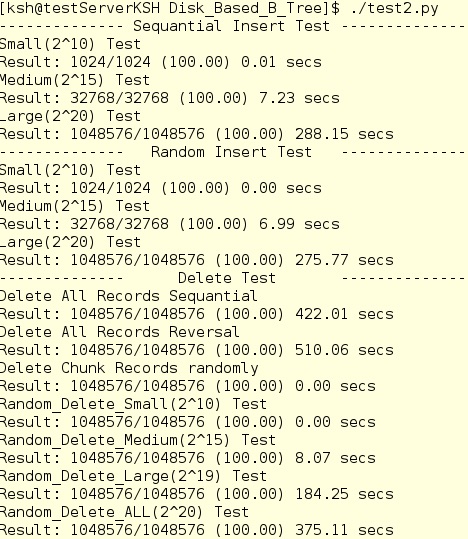 [ksh@testServerKSH Disk_Based_B_Tree]$ ./test2.py
-------------- Sequantial Insert Test --------------
Small(2^10) Test
Result: 1024/1024 (100.00) 0.01 secs
Medium(2^15) Test
Result: 32768/32768 (100.00) 7.23 secs
Large(2^20) Test
Result: 1048576/1048576 (100.00) 288.15 secs
-------------- Random Insert Test --------------
Small(2^10) Test
Result: 1024/1024 (100.00) 0.00 secs
Medium(2^15) Test
Result: 32768/32768 (100.00) 6.99 secs
Large(2^20) Test
Result: 1048576/1048576 (100.00) 275.77 secs
-------------- Delete Test --------------
Delete All Records Sequantial
Result: 1048576/1048576 (100.00) 422.01 secs
Delete All Records Reversal
Result: 1048576/1048576 (100.00) 510.06 secs
Delete Chunk Records randomly
Result: 1048576/1048576 (100.00) 0.00 secs
Random_Delete_Small(2^10) Test
Result: 1048576/1048576 (100.00) 0.00 secs
Random_Delete_Medium(2^15) Test
Result: 1048576/1048576 (100.00) 8.07 secs
Random_Delete_Large(2^19) Test
Result: 1048576/1048576 (100.00) 184.25 secs
Random_Delete_ALL(2^20) Test
Result: 1048576/1048576 (100.00) 375.11 secs